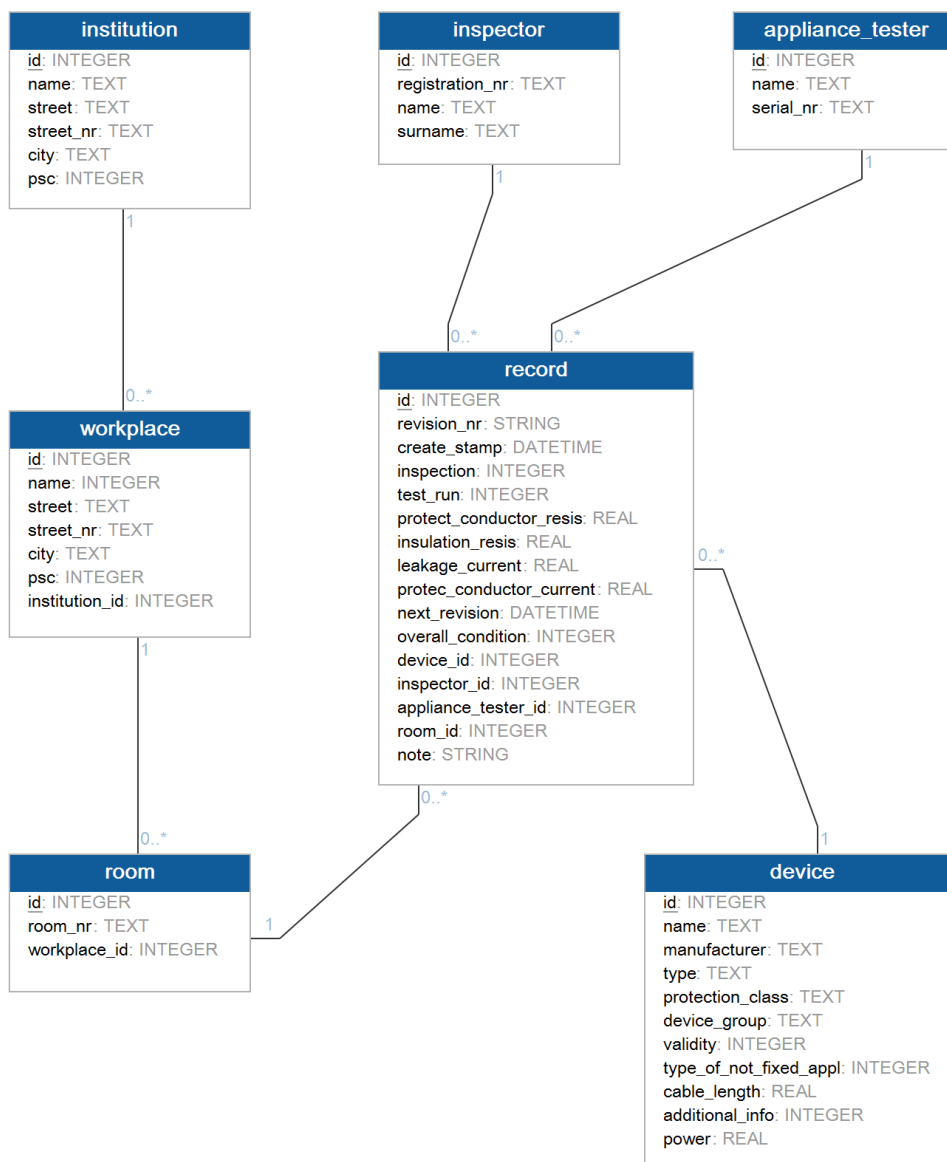 institution
id: INTEGER
name: TEXT
street: TEXT
street_nr: TEXT
city: TEXT
psc: INTEGER
1
0..*
inspector
id: INTEGER
registration_nr: TEXT
name: TEXT
surname: TEXT
1
0..*
appliance_tester
id: INTEGER
name: TEXT
serial_nr: TEXT
1
0..*
workplace
id: INTEGER
name: INTEGER
street: TEXT
street_nr: TEXT
city: TEXT
psc: INTEGER
institution_id: INTEGER
1
0..*
record
id: INTEGER
revision_nr: STRING
create_stamp: DATETIME
inspection: INTEGER
test_run: INTEGER
protect_conductor_resis: REAL
insulation_resis: REAL
leakage_current: REAL
protec_conductor_current: REAL
next_revision: DATETIME
overall_condition: INTEGER
device_id: INTEGER
inspector_id: INTEGER
appliance_tester_id: INTEGER
room_id: INTEGER
note: STRING
0..*
0..*
1
1
room
id: INTEGER
room_nr: TEXT
workplace_id: INTEGER
device
id: INTEGER
name: TEXT
manufacturer: TEXT
type: TEXT
protection_class: TEXT
device_group: TEXT
validity: INTEGER
type_of_not_fixed_appl: INTEGER
cable_length: REAL
additional_info: INTEGER
power: REAL